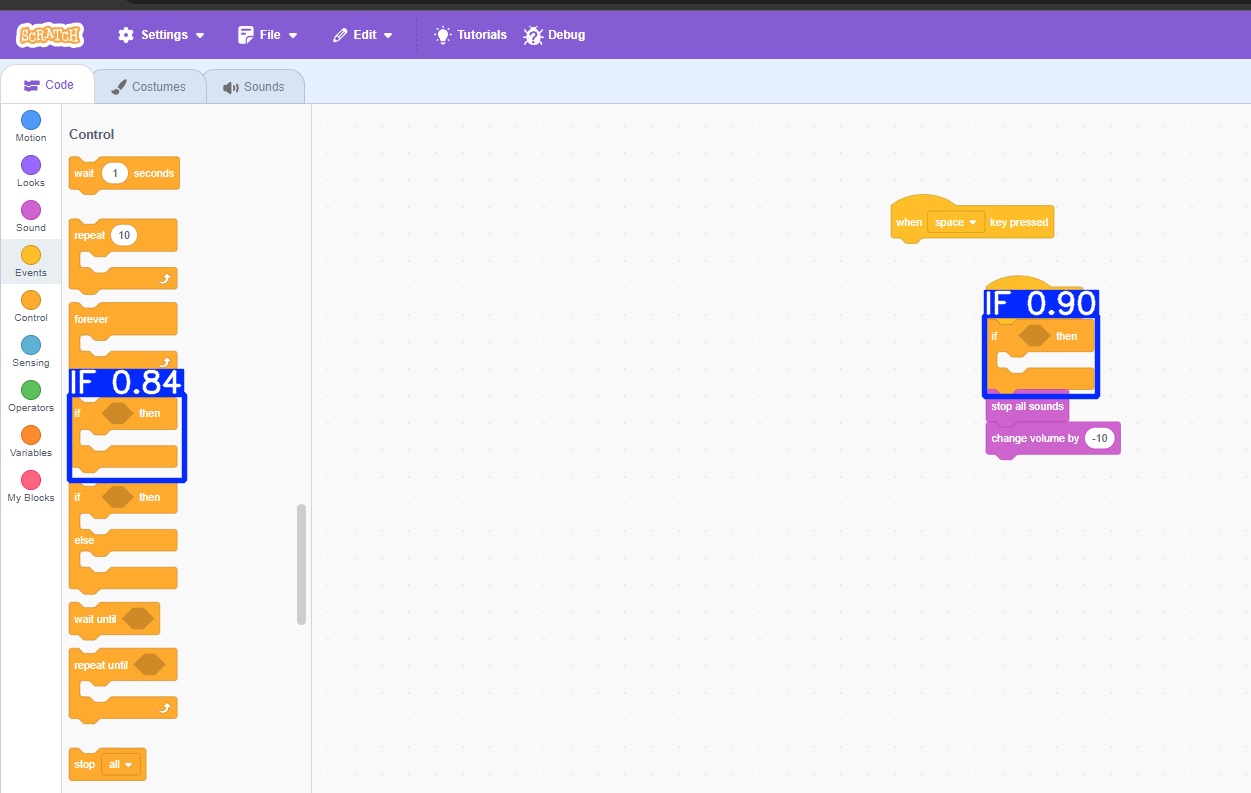 SCRATCH
Settings
File
Edit
Tutorials
Debug
Code
Costumes
Sounds
Motion
Looks
Sound
Events
Control
Sensing
Operators
Variables
My Blocks
Control
wait 1 seconds
repeat 10
forever
IF 0.84
if then
if then
else
wait until
repeat until
stop all
when space key pressed
IF 0.90
if then
stop all sounds
change volume by -10